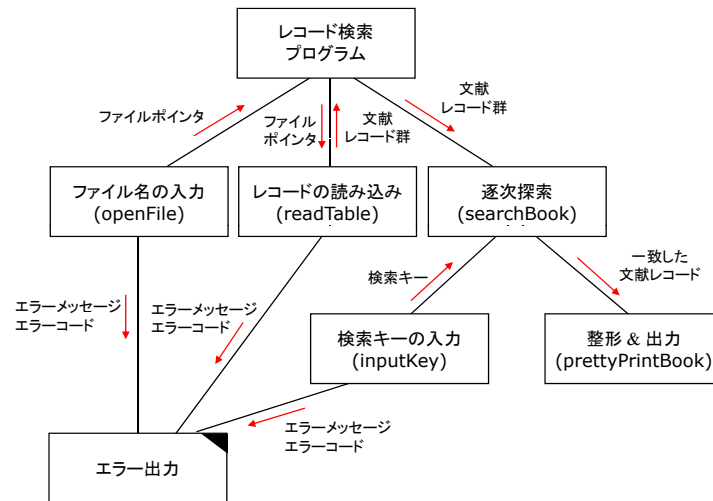 レコード検索
プログラム
ファイルポインタ
ファイル
ポインタ
文献
レコード群
文献
レコード群
ファイル名の入力
(openFile)
レコードの読み込み
(readTable)
逐次探索
(searchBook)
検索キー
一致した
文献レコード
エラーメッセージ
エラーコード
エラーメッセージ
エラーコード
検索キーの入力
(inputKey)
整形 & 出力
(prettyPrintBook)
エラーメッセージ
エラーコード
エラー出力